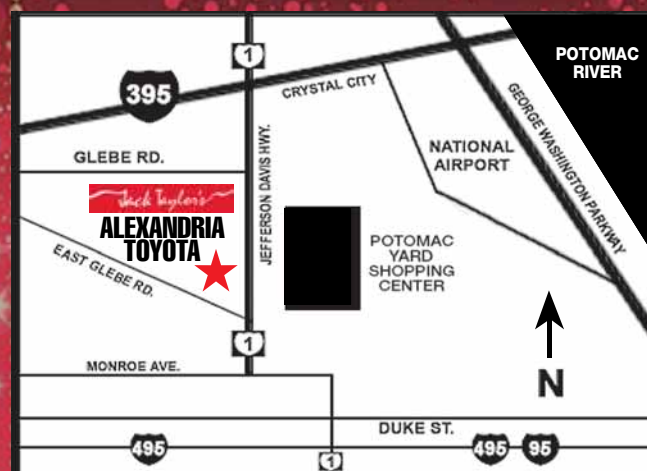 1
POTOMAC
RIVER
395
CRYSTAL CITY
GLEBE RD.
JEFFERSON DAVIS HWY.
NATIONAL
AIRPORT
GEORGE WASHINGTON PARKWAY
Jack Taylor's
ALEXANDRIA
TOYOTA
EAST GLEBE RD.
POTOMAC
YARD
SHOPPING
CENTER
1
MONROE AVE.
N
DUKE ST.
495
1
495
95